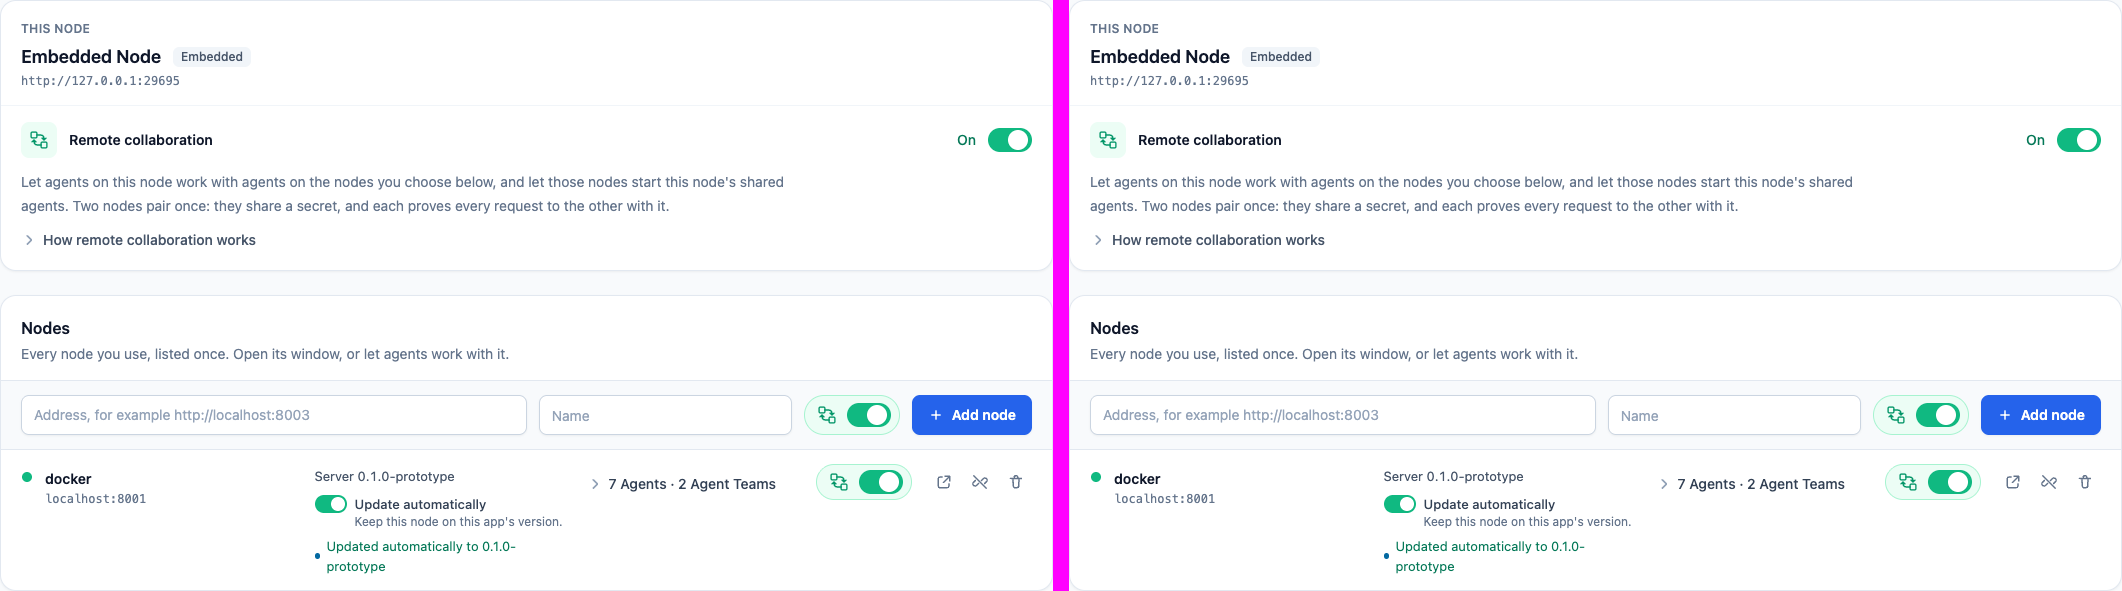 THIS NODE
Embedded Node Embedded
http://127.0.0.1:29695
Remote collaboration On
Let agents on this node work with agents on the nodes you choose below, and let those nodes start this node's shared
agents. Two nodes pair once: they share a secret, and each proves every request to the other with it.
How remote collaboration works
Nodes
Every node you use, listed once. Open its window, or let agents work with it.
Address, for example http://localhost:8003 Name + Add node
docker
localhost:8001
Server 0.1.0-prototype
Update automatically
Keep this node on this app's version.
Updated automatically to 0.1.0-
prototype
7 Agents · 2 Agent Teams
THIS NODE
Embedded Node Embedded
http://127.0.0.1:29695
Remote collaboration On
Let agents on this node work with agents on the nodes you choose below, and let those nodes start this node's shared
agents. Two nodes pair once: they share a secret, and each proves every request to the other with it.
How remote collaboration works
Nodes
Every node you use, listed once. Open its window, or let agents work with it.
Address, for example http://localhost:8003 Name + Add node
docker
localhost:8001
Server 0.1.0-prototype
Update automatically
Keep this node on this app's version.
Updated automatically to 0.1.0-
prototype
7 Agents · 2 Agent Teams